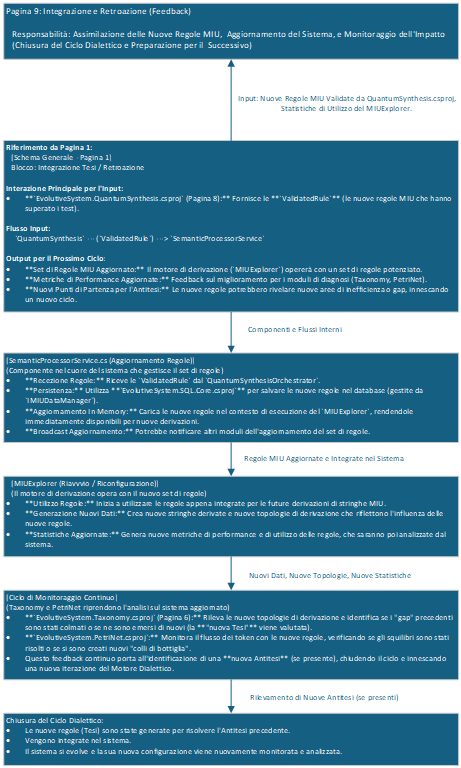 Pagina 9: Integrazione e Retroazione (Feedback)
Responsabilità: Assimilazione delle Nuove Regole MIU,  Aggiornamento del Sistema, e Monitoraggio dell'Impatto
(Chiusura del Ciclo Dialettico e Preparazione per il  Successivo)
Input: Nuove Regole MIU Validate da QuantumSynthesis.csproj,
Statistiche di Utilizzo del MIUExplorer.
Riferimento da Pagina 1:
[Schema Generale - Pagina 1]
Blocco: Integrazione Tesi / Retroazione
Interazione Principale per l'Input:
• **`EvolutiveSystem.QuantumSynthesis.csproj` (Pagina 8):** Fornisce le **`ValidatedRule`** (le nuove regole MIU che hanno
superato i test).
Flusso Input:
`QuantumSynthesis` --- (`ValidatedRule`) ---> `SemanticProcessorService`
Output per il Prossimo Ciclo:
• **Set di Regole MIU Aggiornato:** Il motore di derivazione (`MIUExplorer`) opererà con un set di regole potenziato.
• **Metriche di Performance Aggiornate:** Feedback sul miglioramento per i moduli di diagnosi (Taxonomy, PetriNet).
• **Nuovi Punti di Partenza per l'Antitesi:** Le nuove regole potrebbero rivelare nuove aree di inefficienza o gap, innescando
un nuovo ciclo.
Componenti e Flussi Interni
[SemanticProcessorService.cs (Aggiornamento Regole)]
(Componente nel cuore del sistema che gestisce il set di regole)
• **Recezione Regole:** Riceve le `ValidatedRule` dal `QuantumSynthesisOrchestrator`.
• **Persistenza:** Utilizza **`EvolutiveSystem.SQL.Core.csproj`** per salvare le nuove regole nel database (gestite da
`IMIUDataManager`).
• **Aggiornamento In-Memory:** Carica le nuove regole nel contesto di esecuzione del `MIUExplorer`, rendendole
immediatamente disponibili per nuove derivazioni.
• **Broadcast Aggiornamento:** Potrebbe notificare altri moduli dell'aggiornamento del set di regole.
Regole MIU Aggiornate e Integrate nel Sistema
[MIUExplorer (Riavvio / Riconfigurazione)]
(Il motore di derivazione opera con il nuovo set di regole)
• **Utilizzo Regole:** Inizia a utilizzare le regole appena integrate per le future derivazioni di stringhe MIU.
• **Generazione Nuovi Dati:** Crea nuove stringhe derivate e nuove topologie di derivazione che riflettono l'influenza delle
nuove regole.
• **Statistiche Aggiornate:** Genera nuove metriche di performance e di utilizzo delle regole, che saranno poi analizzate dal
sistema.
Nuovi Dati, Nuove Topologie, Nuove Statistiche
[Ciclo di Monitoraggio Continuo]
(Taxonomy e PetriNet riprendono l'analisi sul sistema aggiornato)
• **`EvolutiveSystem.Taxonomy.csproj` (Pagina 6):** Rileva le nuove topologie di derivazione e identifica se i "gap" precedenti
sono stati colmati o se ne sono emersi di nuovi (la **"nuova Tesi"** viene valutata).
• **`EvolutiveSystem.PetriNet.csproj`:** Monitora il flusso dei token con le nuove regole, verificando se gli squilibri sono stati
risolti o se si sono creati nuovi "colli di bottiglia".
• Questo feedback continuo porta all'identificazione di una **nuova Antitesi** (se presente), chiudendo il ciclo e innescando
una nuova iterazione del Motore Dialettico.
Rilevamento di Nuove Antitesi (se presenti)
Chiusura del Ciclo Dialettico:
• Le nuove regole (Tesi) sono state generate per risolvere l'Antitesi precedente.
• Vengono integrate nel sistema.
• Il sistema si evolve e la sua nuova configurazione viene nuovamente monitorata e analizzata.